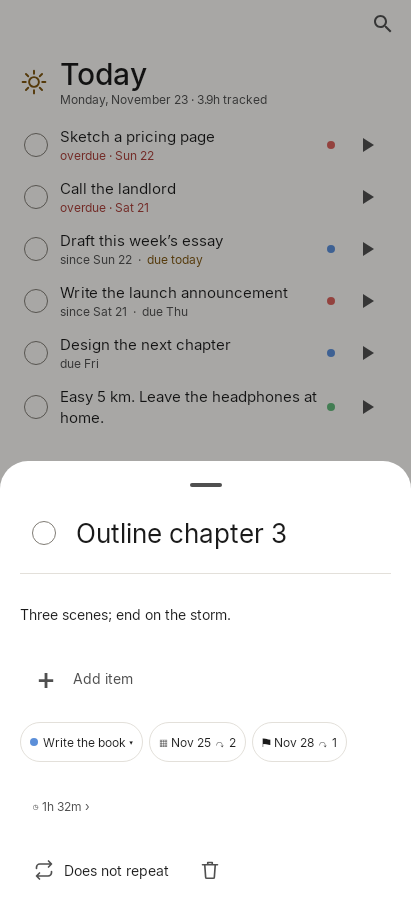 Today
Monday, November 23 · 3.9h tracked
Sketch a pricing page
overdue · Sun 22
Call the landlord
overdue · Sat 21
Draft this week’s essay
since Sun 22 · due today
Write the launch announcement
since Sat 21 · due Thu
Design the next chapter
due Fri
Easy 5 km. Leave the headphones at
home.
Outline chapter 3
Three scenes; end on the storm.
Add item
Write the book
Nov 25 2
Nov 28 1
1h 32m ›
Does not repeat